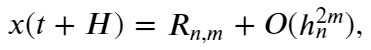 x(t + H) = R_{n,m} + O(h_n^{2m}),